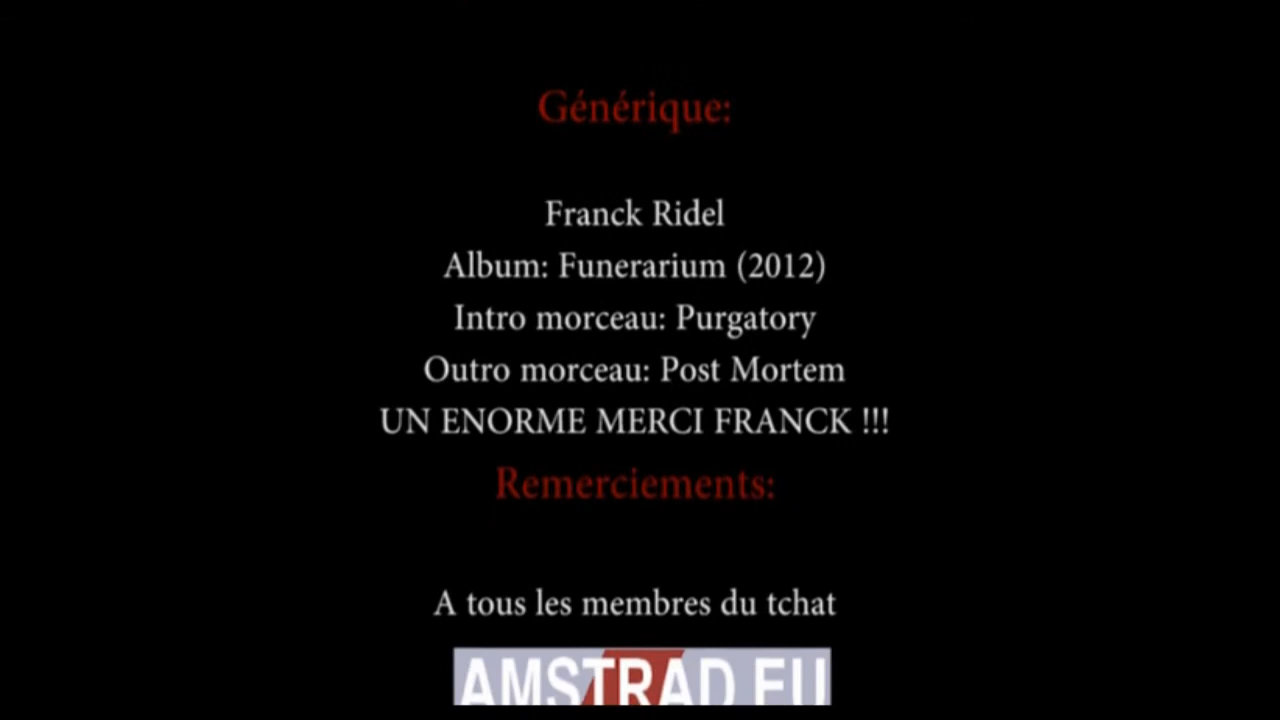 Générique:
Franck Ridel
Album: Funerarium (2012)
Intro morceau: Purgatory
Outro morceau: Post Mortem
UN ENORME MERCI FRANCK !!!
Remerciements:
A tous les membres du tchat
AMSTRAD EU